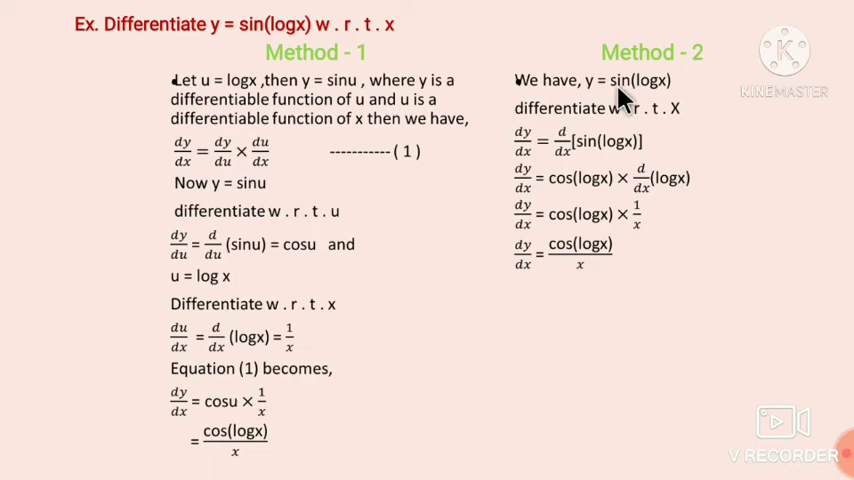 Ex. Differentiate y = sin(logx) w . r . t . x
Method - 1
Let u = logx ,then y = sinu , where y is a
differentiable function of u and u is a
differentiable function of x then we have,
dy/dx = dy/du × du/dx ----------- ( 1 )
Now y = sinu
differentiate w . r . t . u
dy/du = d/du (sinu) = cosu and
u = log x
Differentiate w . r . t . x
du/dx = d/dx (logx) = 1/x
Equation (1) becomes,
dy/dx = cosu × 1/x
= cos(logx)/x
Method - 2
We have, y = sin(logx)
differentiate w r . t . X
dy/dx = d/dx [sin(logx)]
dy/dx = cos(logx) × d/dx (logx)
dy/dx = cos(logx) × 1/x
dy/dx = cos(logx)/x
K
KINEMASTER
V RECORDER